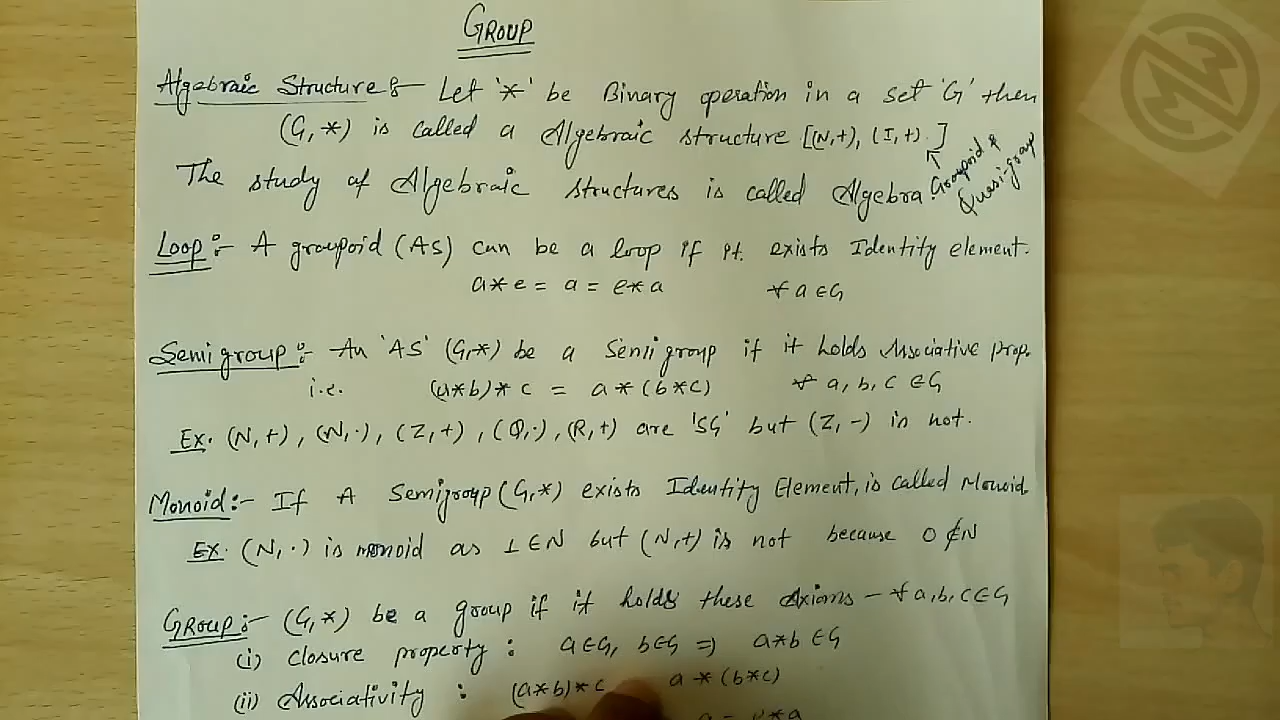 GROUP
Algebraic Structure :- Let '*' be Binary operation in a set 'G' then
(G,*) is called a Algebraic structure [(N,+), (I,+).]
↑ Groupoid &
Quasi-group
The study of Algebraic structures is called Algebra.
Loop :- A groupoid (AS) can be a loop if it. exists Identity element.
a*e = a = e*a ∀ a∈G
Semigroup :- An 'AS' (G,*) be a Semi group if it holds Associative prop.
i.e. (a*b)*c = a*(b*c) ∀ a, b, c ∈G
Ex. (N,+), (N,·), (Z,+), (Q,·), (R,+) are 'SG' but (Z,-) is not.
Monoid :- If A Semigroup (G,*) exists Identity Element, is called Monoid.
EX. (N,·) is monoid as 1∈N but (N,+) is not because 0∉N
GROUP :- (G,*) be a group if it holds these Axioms - ∀ a,b,c∈G
(i) closure property : a∈G, b∈G ⇒ a*b ∈G
(ii) Associativity : (a*b)*c a*(b*c)